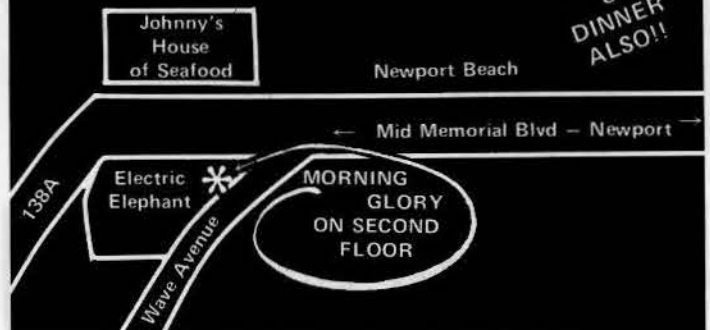 DINNER
ALSO!!
Johnny's
House
of Seafood
Newport Beach
← Mid Memorial Blvd – Newport →
138A
Electric
Elephant
*
MORNING
GLORY
ON SECOND
FLOOR
Wave Avenue